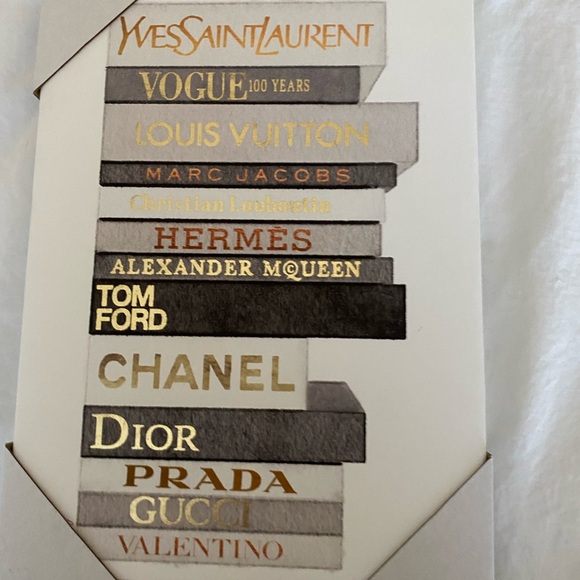 YVESSAINTLAURENT
VOGUE 100 YEARS
LOUIS VUITTON
MARC JACOBS
Christian Louboutin
HERMÈS
ALEXANDER MCQUEEN
TOM
FORD
CHANEL
DIOR
PRADA
GUCCI
VALENTINO